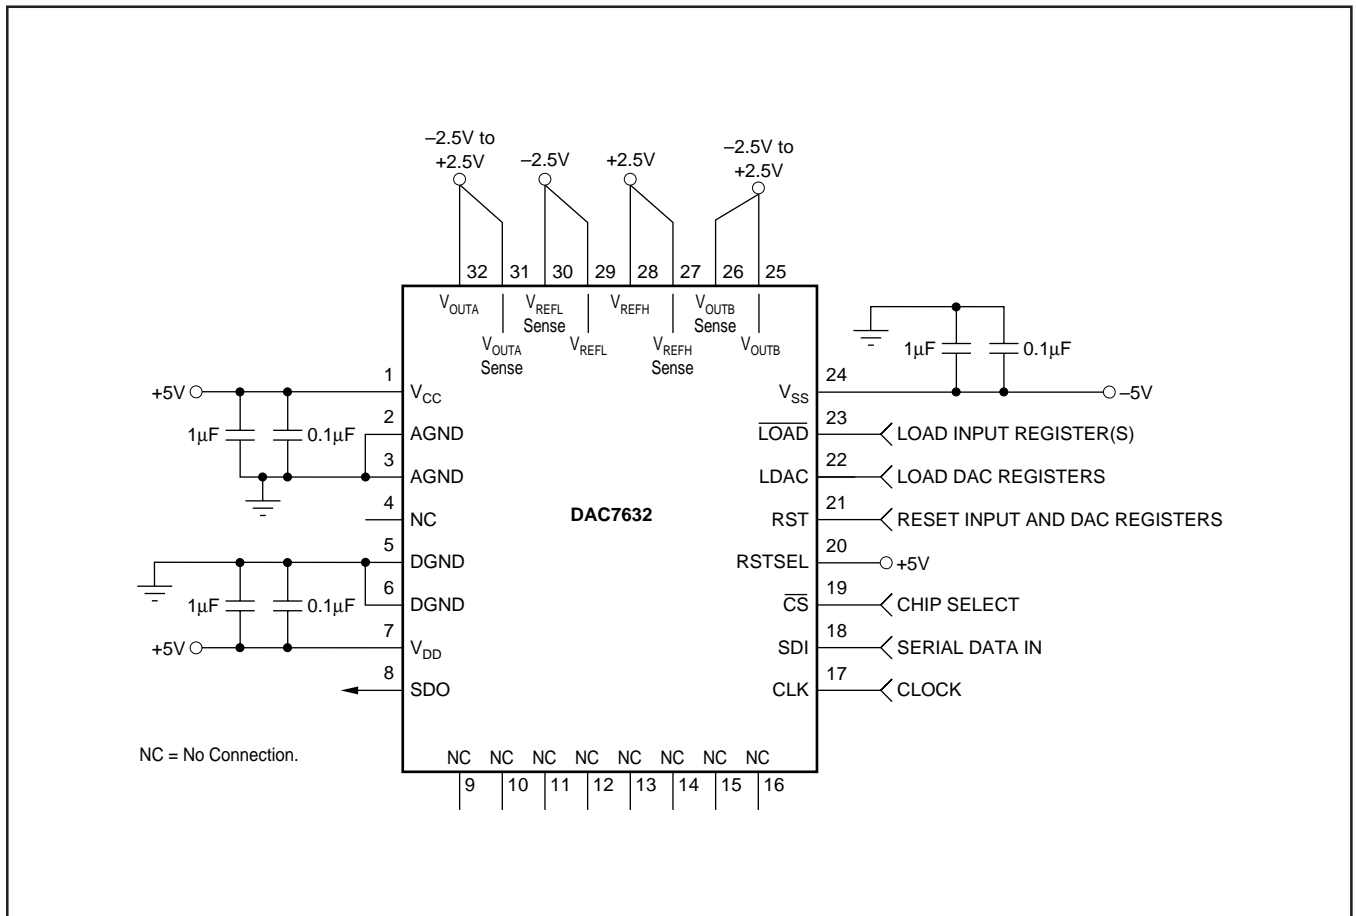 –2.5V to
+2.5V
–2.5V
+2.5V
–2.5V to
+2.5V
32
31
30
29
28
27
26
25
VOUTA
VOUTA
Sense
VREFL
Sense
VREFL
VREFH
VREFH
Sense
VOUTB
Sense
VOUTB
+5V
1µF
0.1µF
1
VCC
2
AGND
3
AGND
4
NC
5
DGND
1µF
0.1µF
6
DGND
+5V
7
VDD
8
SDO
DAC7632
1µF
0.1µF
VSS
24
–5V
LOAD
23
LOAD INPUT REGISTER(S)
LDAC
22
LOAD DAC REGISTERS
RST
21
RESET INPUT AND DAC REGISTERS
RSTSEL
20
+5V
CS
19
CHIP SELECT
SDI
18
SERIAL DATA IN
CLK
17
CLOCK
NC = No Connection.
NC NC NC NC NC NC NC NC
9 10 11 12 13 14 15 16